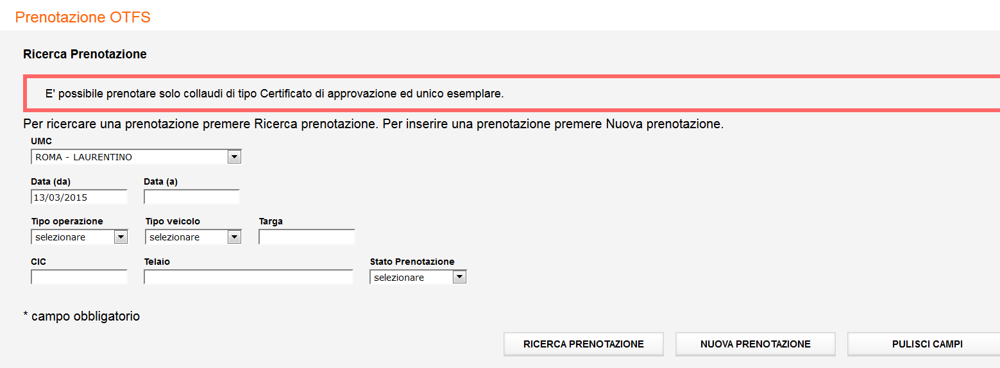 Prenotazione OTFS
Ricerca Prenotazione
E' possibile prenotare solo collaudi di tipo Certificato di approvazione ed unico esemplare.
Per ricercare una prenotazione premere Ricerca prenotazione. Per inserire una prenotazione premere Nuova prenotazione.
UMC
ROMA - LAURENTINO
Data (da) Data (a)
13/03/2015
Tipo operazione Tipo veicolo Targa
selezionare selezionare
CIC Telaio Stato Prenotazione
selezionare
* campo obbligatorio
RICERCA PRENOTAZIONE NUOVA PRENOTAZIONE PULISCI CAMPI